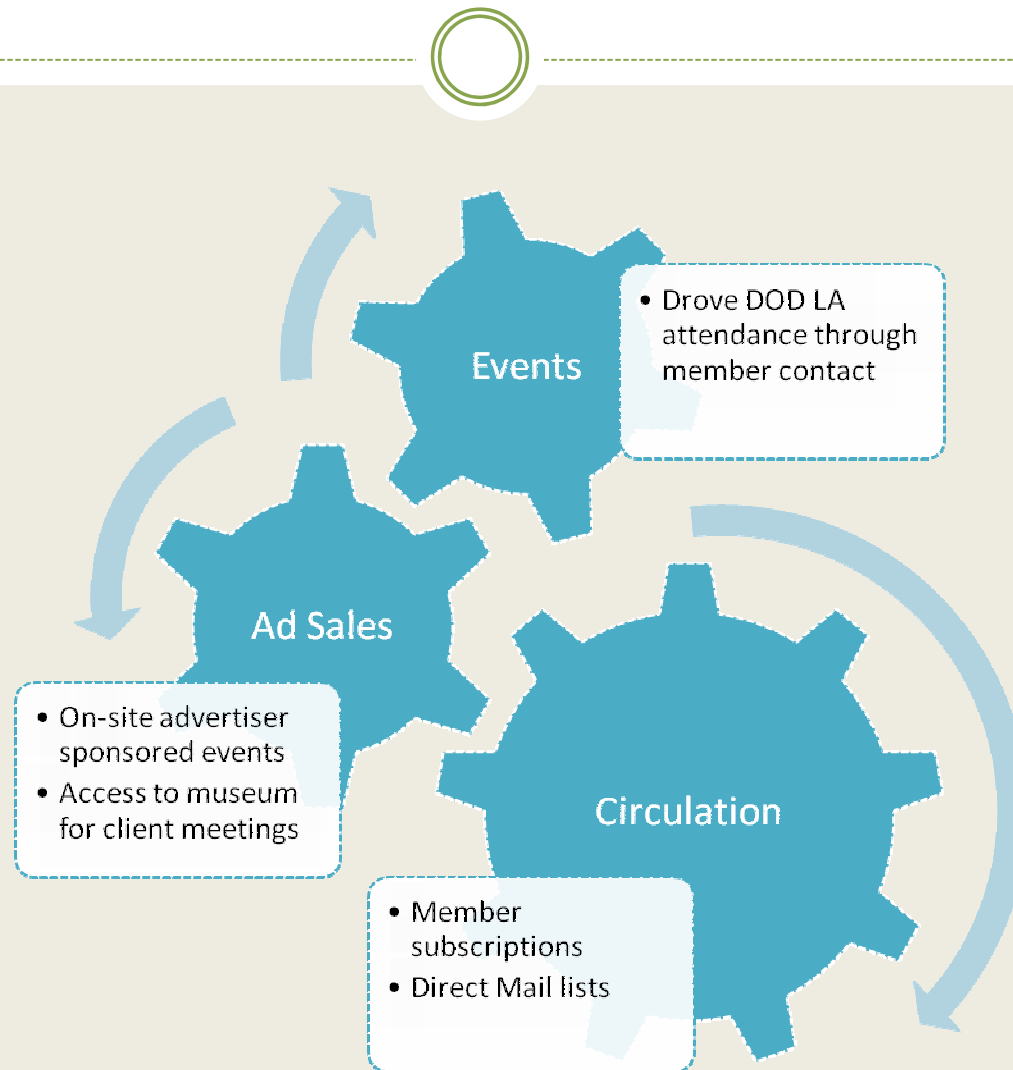 Events
• Drove DOD LA
attendance through
member contact
Ad Sales
• On-site advertiser
sponsored events
• Access to museum
for client meetings
Circulation
• Member
subscriptions
• Direct Mail lists